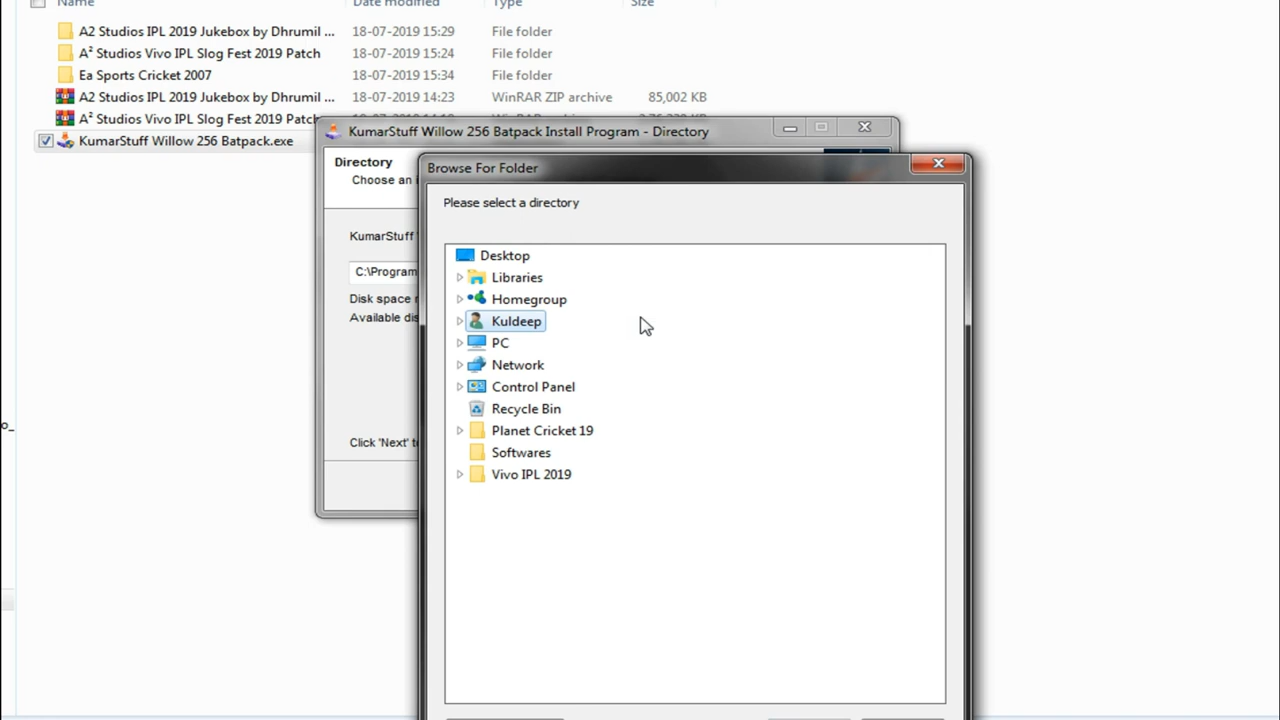 Name Date modified Type Size
A2 Studios IPL 2019 Jukebox by Dhrumil ... 18-07-2019 15:29 File folder
A² Studios Vivo IPL Slog Fest 2019 Patch 18-07-2019 15:24 File folder
Ea Sports Cricket 2007 18-07-2019 15:34 File folder
A2 Studios IPL 2019 Jukebox by Dhrumil ... 18-07-2019 14:23 WinRAR ZIP archive 85,002 KB
A² Studios Vivo IPL Slog Fest 2019 Patch
KumarStuff Willow 256 Batpack.exe
KumarStuff Willow 256 Batpack Install Program - Directory
Directory
Choose an i
KumarStuff
C:\Program
Disk space
Available dis
Click 'Next' to
Browse For Folder
Please select a directory
Desktop
Libraries
Homegroup
Kuldeep
PC
Network
Control Panel
Recycle Bin
Planet Cricket 19
Softwares
Vivo IPL 2019